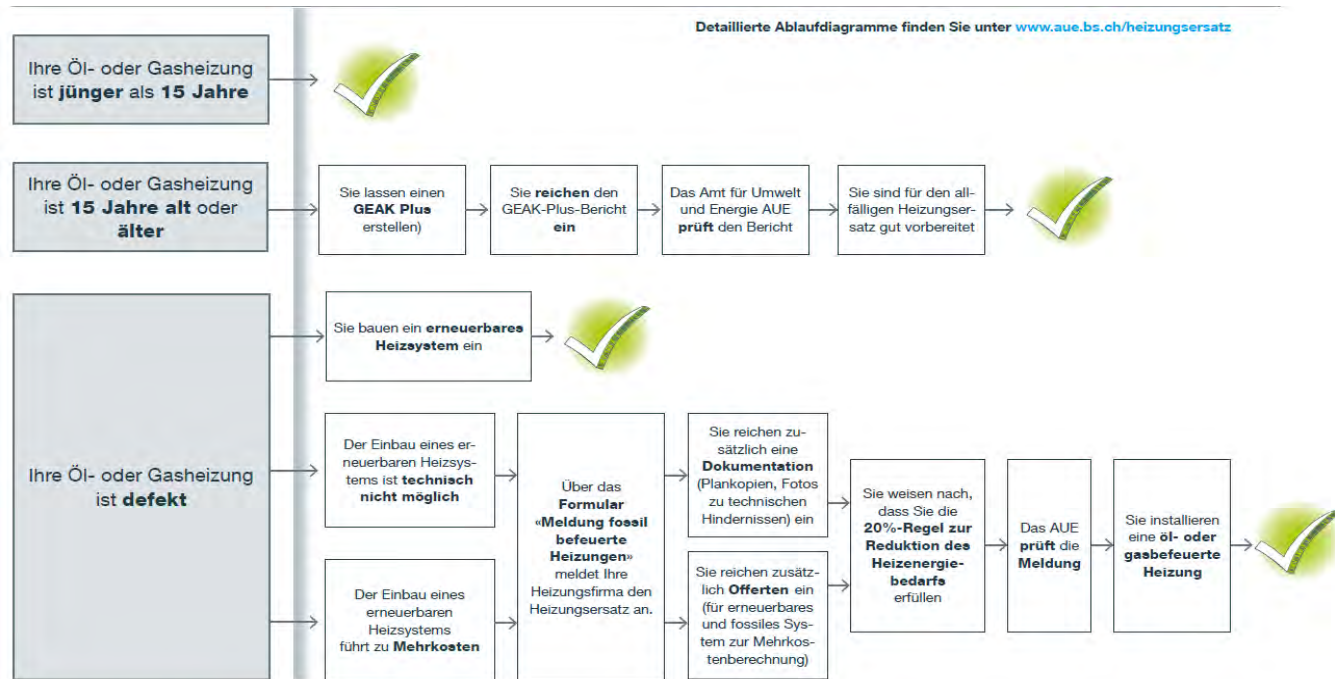 Detaillierte Ablaufdiagramme finden Sie unter www.aue.bs.ch/heizungsersatz
Ihre Öl- oder Gasheizung
ist jünger als 15 Jahre
Ihre Öl- oder Gasheizung
ist 15 Jahre alt oder
älter
Sie lassen einen
GEAK Plus
erstellen)
Sie reichen den
GEAK-Plus-Bericht
ein
Das Amt für Umwelt
und Energie AUE
prüft den Bericht
Sie sind für den all-
fälligen Heizungser-
satz gut vorbereitet
Ihre Öl- oder Gasheizung
ist defekt
Sie bauen ein erneuerbares
Heizsystem ein
Der Einbau eines er-
neuerbaren Heizsys-
tems ist technisch
nicht möglich
Der Einbau eines
erneuerbaren
Heizsystems
führt zu Mehrkosten
Über das
Formular
«Meldung fossil
befeuerte
Heizungen»
meldet Ihre
Heizungsfirma den
Heizungsersatz an.
Sie reichen zu-
sätzlich eine
Dokumentation
(Plankopien, Fotos
zu technischen
Hindernissen) ein
Sie reichen zusätz-
lich Offerten ein
(für erneuerbares
und fossiles Sys-
tem zur Mehrkos-
tenberechnung)
Sie weisen nach,
dass Sie die
20%-Regel zur
Reduktion des
Heizenergie-
bedarfs
erfüllen
Das AUE
prüft die
Meldung
Sie installieren
eine öl- oder
gasbefeuerte
Heizung